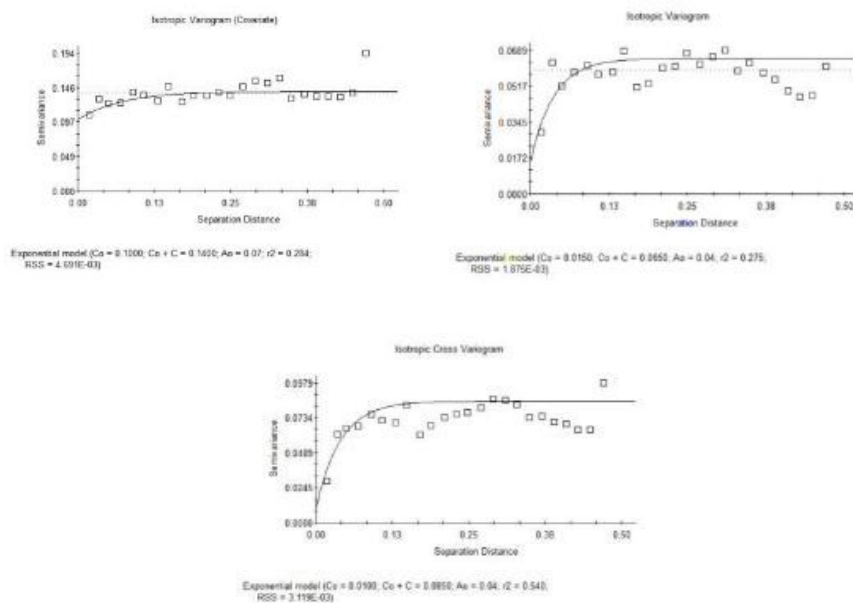 Isotropic Variogram (Covariate)
0.194
0.146
0.097
0.049
0.000
Semivariance
0.00 0.13 0.25 0.38 0.50
Separation Distance
Exponential model (Co = 0.1000; Co + C = 0.1400; Ao = 0.07; r2 = 0.284;
RSS = 4.691E-03)
Isotropic Variogram
0.0689
0.0517
0.0345
0.0172
0.0000
Semivariance
0.00 0.13 0.25 0.38 0.50
Separation Distance
Exponential model (Co = 0.0150; Co + C = 0.0650; Ao = 0.04; r2 = 0.275;
RSS = 1.875E-03)
Isotropic Cross Variogram
0.0979
0.0734
0.0489
0.0245
0.0000
Semivariance
0.00 0.13 0.25 0.38 0.50
Separation Distance
Exponential model (Co = 0.0100; Co + C = 0.0850; Ao = 0.04; r2 = 0.540;
RSS = 3.119E-03)